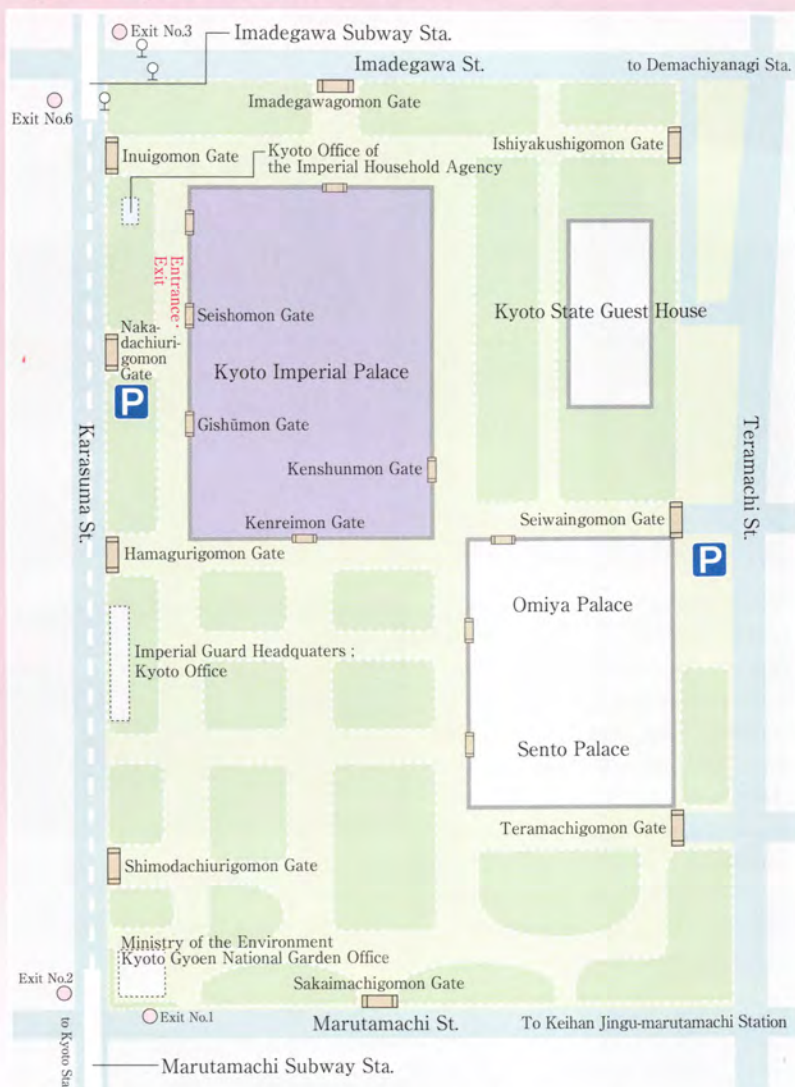 Exit No.3
Imadegawa Subway Sta.
Imadegawa St.
to Demachiyanagi Sta.
Exit No.6
Imadegawagomon Gate
Inuigomon Gate
Kyoto Office of
the Imperial Household Agency
Ishiyakushigomon Gate
Entrance·
Exit
Seishomon Gate
Kyoto State Guest House
Naka-
dachiuri-
gomon
Gate
P
Kyoto Imperial Palace
Gishūmon Gate
Karasuma St.
Teramachi St.
Kenshunmon Gate
Kenreimon Gate
Seiwaingomon Gate
Hamagurigomon Gate
P
Omiya Palace
Imperial Guard Headquaters ;
Kyoto Office
Sento Palace
Teramachigomon Gate
Shimodachiurigomon Gate
Ministry of the Environment
Kyoto Gyoen National Garden Office
Exit No.2
Sakaimachigomon Gate
Exit No.1
Marutamachi St.
To Keihan Jingu-marutamachi Station
to Kyoto Sta
Marutamachi Subway Sta.